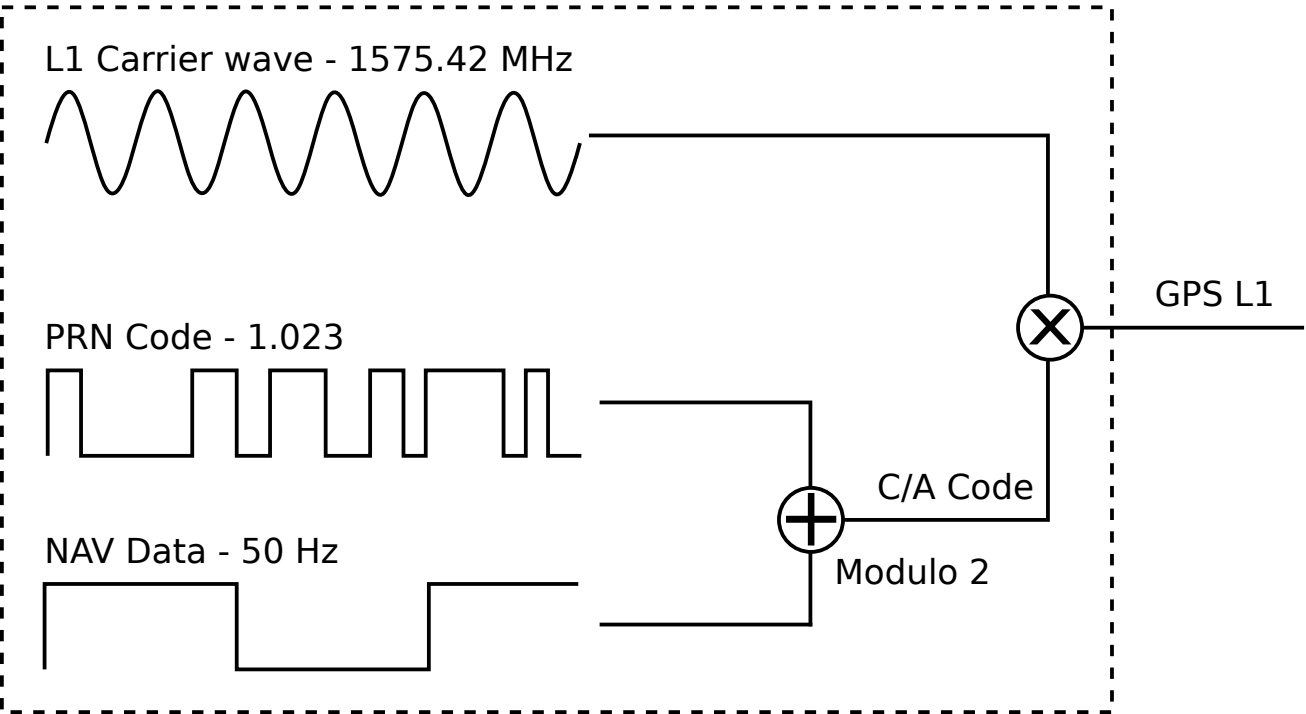 L1 Carrier wave - 1575.42 MHz
GPS L1
PRN Code - 1.023
C/A Code
NAV Data - 50 Hz
Modulo 2